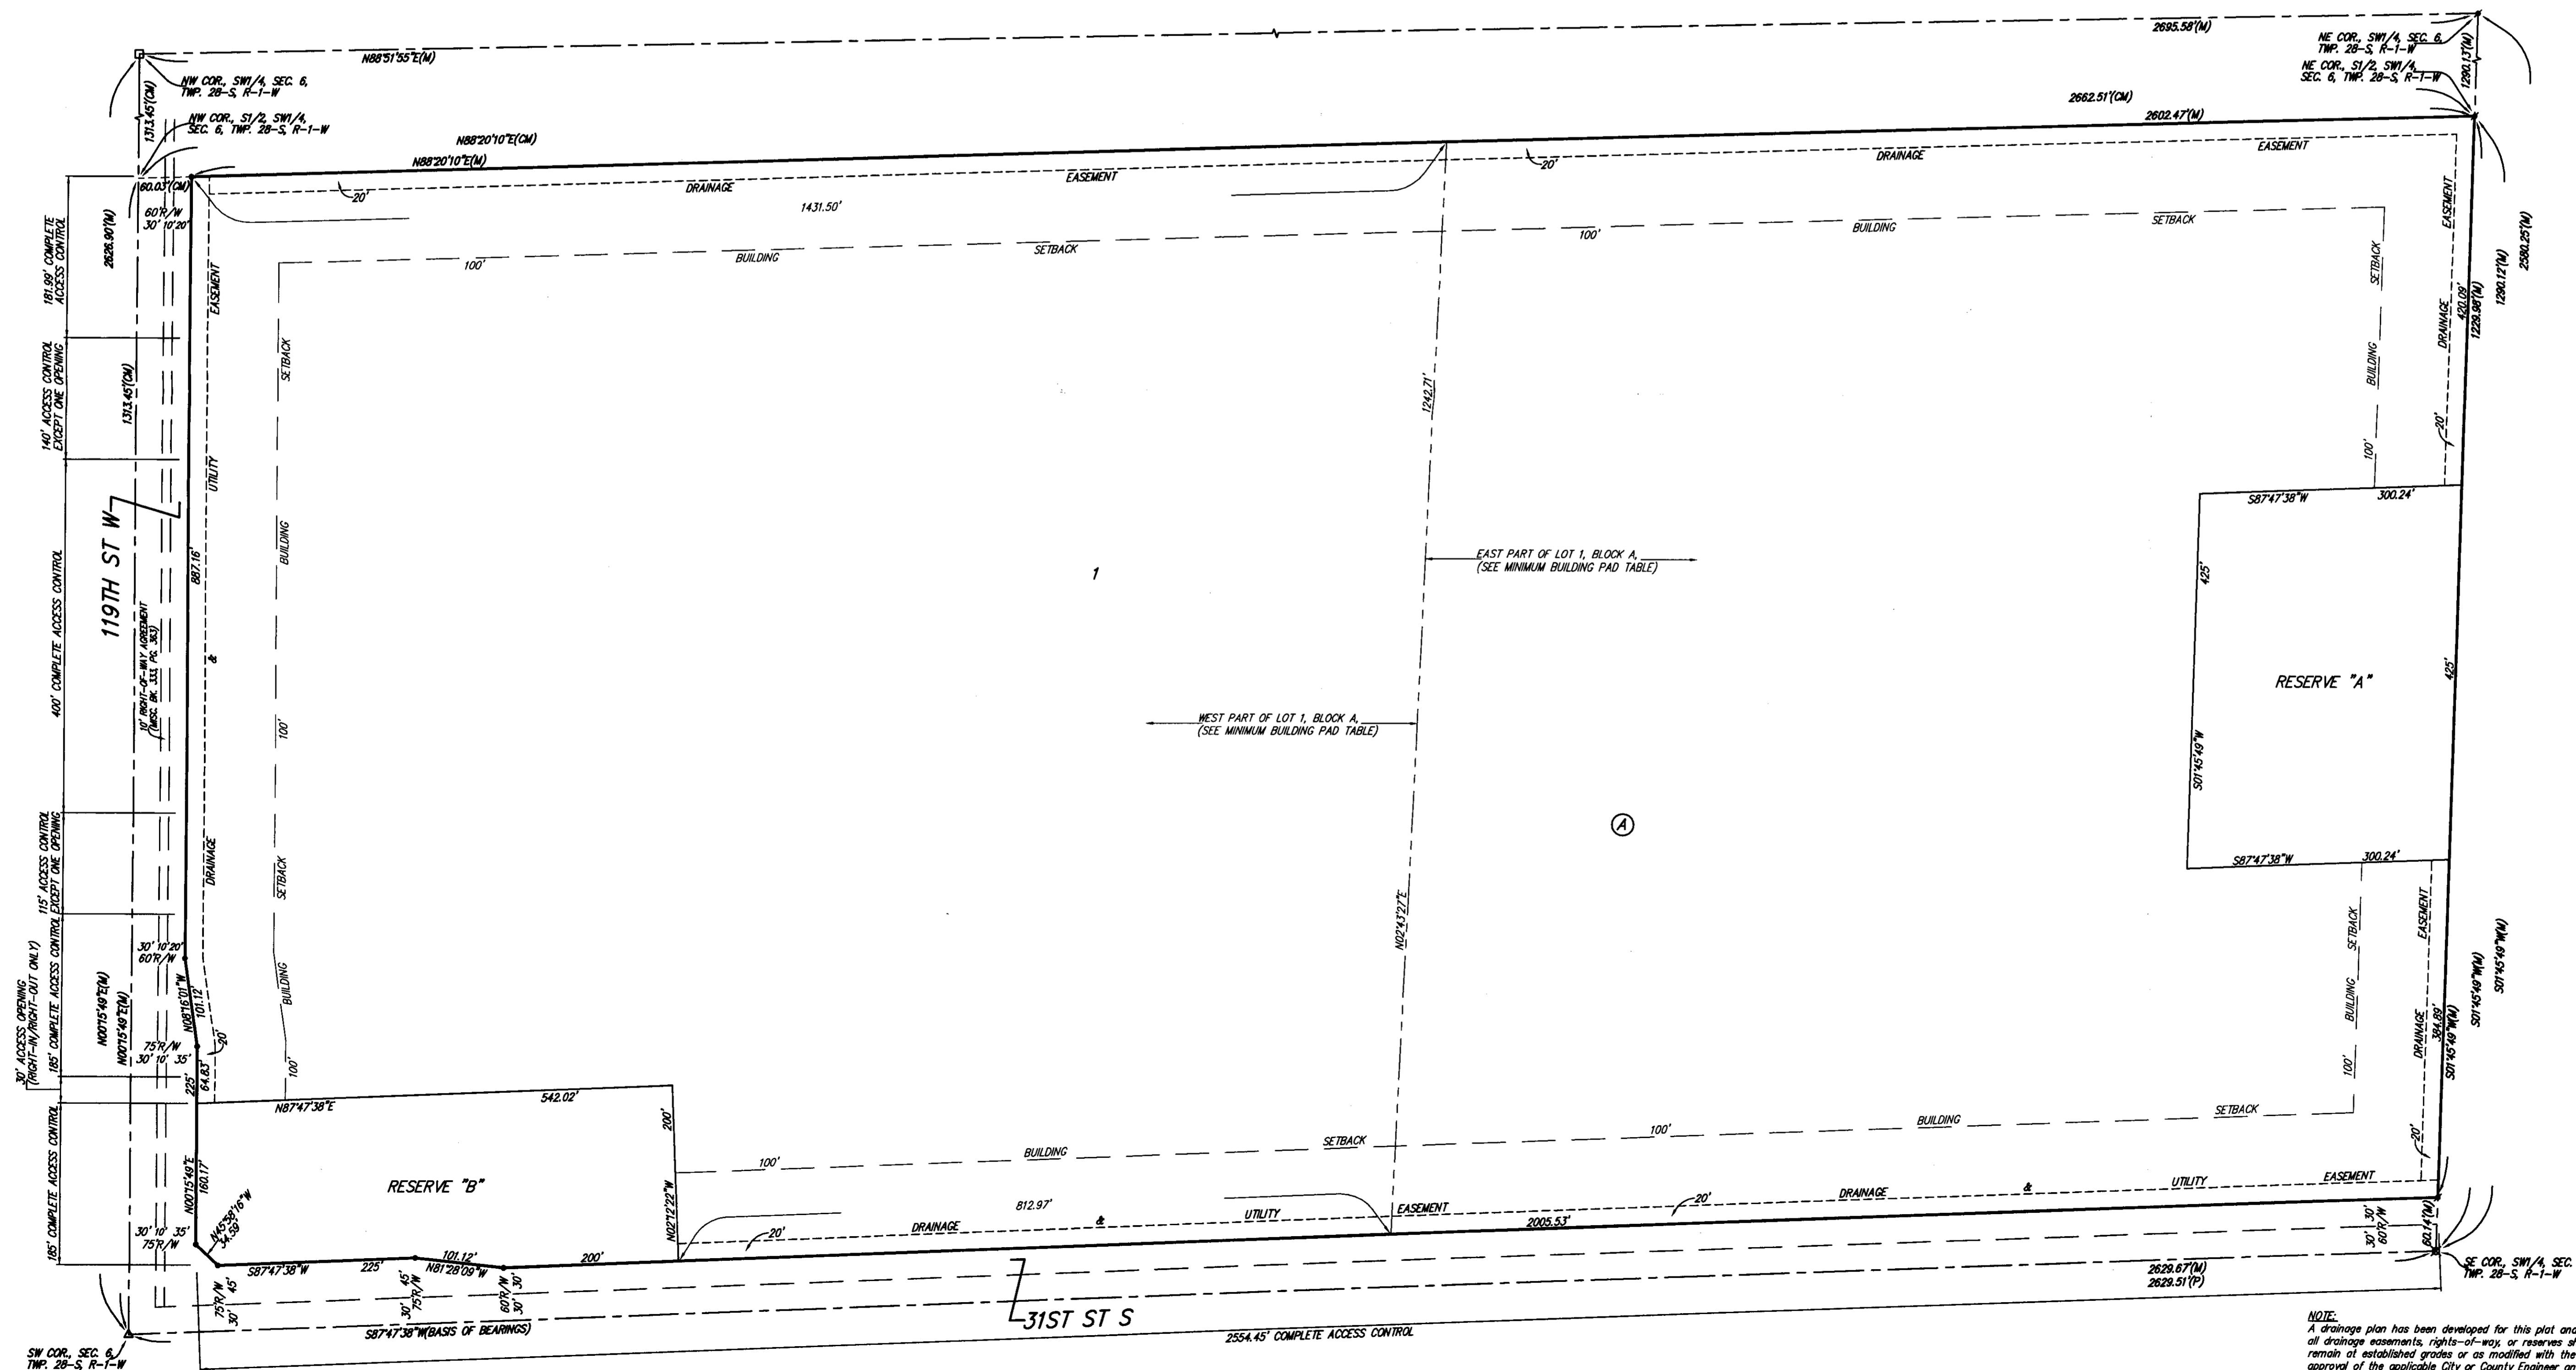 N88°51'55"E(M)
2695.58'(M)
NW COR., SW1/4, SEC. 6,
TWP. 28-S, R-1-W
NE COR., SW1/4, SEC. 6,
TWP. 28-S, R-1-W
NE COR., S1/2, SW1/4,
SEC. 6, TWP. 28-S, R-1-W
1290.13'(M)
1313.45'(CM)
NW COR., S1/2, SW1/4,
SEC. 6, TWP. 28-S, R-1-W
N88°20'10"E(CM)
2662.51'(CM)
N88°20'10"E(M)
2602.47'(M)
60.03'(CM)
60'R/W
30' 10' 20'
20'
DRAINAGE
EASEMENT
20'
DRAINAGE
EASEMENT
1431.50'
100'
BUILDING
SETBACK
100'
BUILDING
SETBACK
181.99' COMPLETE
ACCESS CONTROL
140' ACCESS CONTROL
EXCEPT ONE OPENING
400' COMPLETE ACCESS CONTROL
115' ACCESS CONTROL
EXCEPT ONE OPENING
185' COMPLETE ACCESS CONTROL
30' ACCESS OPENING
(RIGHT-IN/RIGHT-OUT ONLY)
185' COMPLETE ACCESS CONTROL
2626.90'(M)
1313.45'(CM)
119TH ST W
10' RIGHT-OF-WAY AGREEMENT
(MISC. BK. 333, PG. 363)
N00°15'49"E(M)
N00°15'49"E(M)
887.16'
EASEMENT
UTILITY
&
DRAINAGE
SETBACK
BUILDING
100'
SETBACK
BUILDING
100'
30' 10' 20'
60'R/W
N08°16'01"W
101.12'
20'
75'R/W
30' 10' 35'
225'
64.83'
N00°15'49"E
160.17'
30' 10' 35'
75'R/W
N45°58'16"W
34.59'
1
1242.71'
N02°43'27"E
EAST PART OF LOT 1, BLOCK A,
(SEE MINIMUM BUILDING PAD TABLE)
WEST PART OF LOT 1, BLOCK A,
(SEE MINIMUM BUILDING PAD TABLE)
A
EASEMENT
DRAINAGE
20'
SETBACK
BUILDING
100'
420.09'
1229.98'(M)
1290.12'(M)
2580.25'(M)
S87°47'38"W
300.24'
425'
S01°45'49"W
RESERVE "A"
425'
S87°47'38"W
300.24'
EASEMENT
DRAINAGE
20'
SETBACK
BUILDING
100'
384.89'
S01°45'49"W(M)
S01°45'49"W(M)
S01°45'49"W(M)
N87°47'38"E
542.02'
200'
N02°12'22"W
RESERVE "B"
100'
BUILDING
SETBACK
100'
BUILDING
SETBACK
812.97'
20'
DRAINAGE
&
UTILITY
EASEMENT
20'
DRAINAGE
&
UTILITY
EASEMENT
2005.53'
S87°47'38"W
225'
101.12'
N81°28'09"W
200'
75'R/W
30' 45'
30' 45'
75'R/W
60'R/W
30' 30'
30' 30'
60'R/W
60.14'(M)
SE COR., SW1/4, SEC.
TWP. 28-S, R-1-W
2629.67'(M)
2629.51'(P)
31ST ST S
S87°47'38"W(BASIS OF BEARINGS)
2554.45' COMPLETE ACCESS CONTROL
SW COR., SEC. 6,
TWP. 28-S, R-1-W
NOTE:
A drainage plan has been developed for this plat and
all drainage easements, rights-of-way, or reserves sh
remain at established grades or as modified with the
approval of the applicable City or County Engineer an